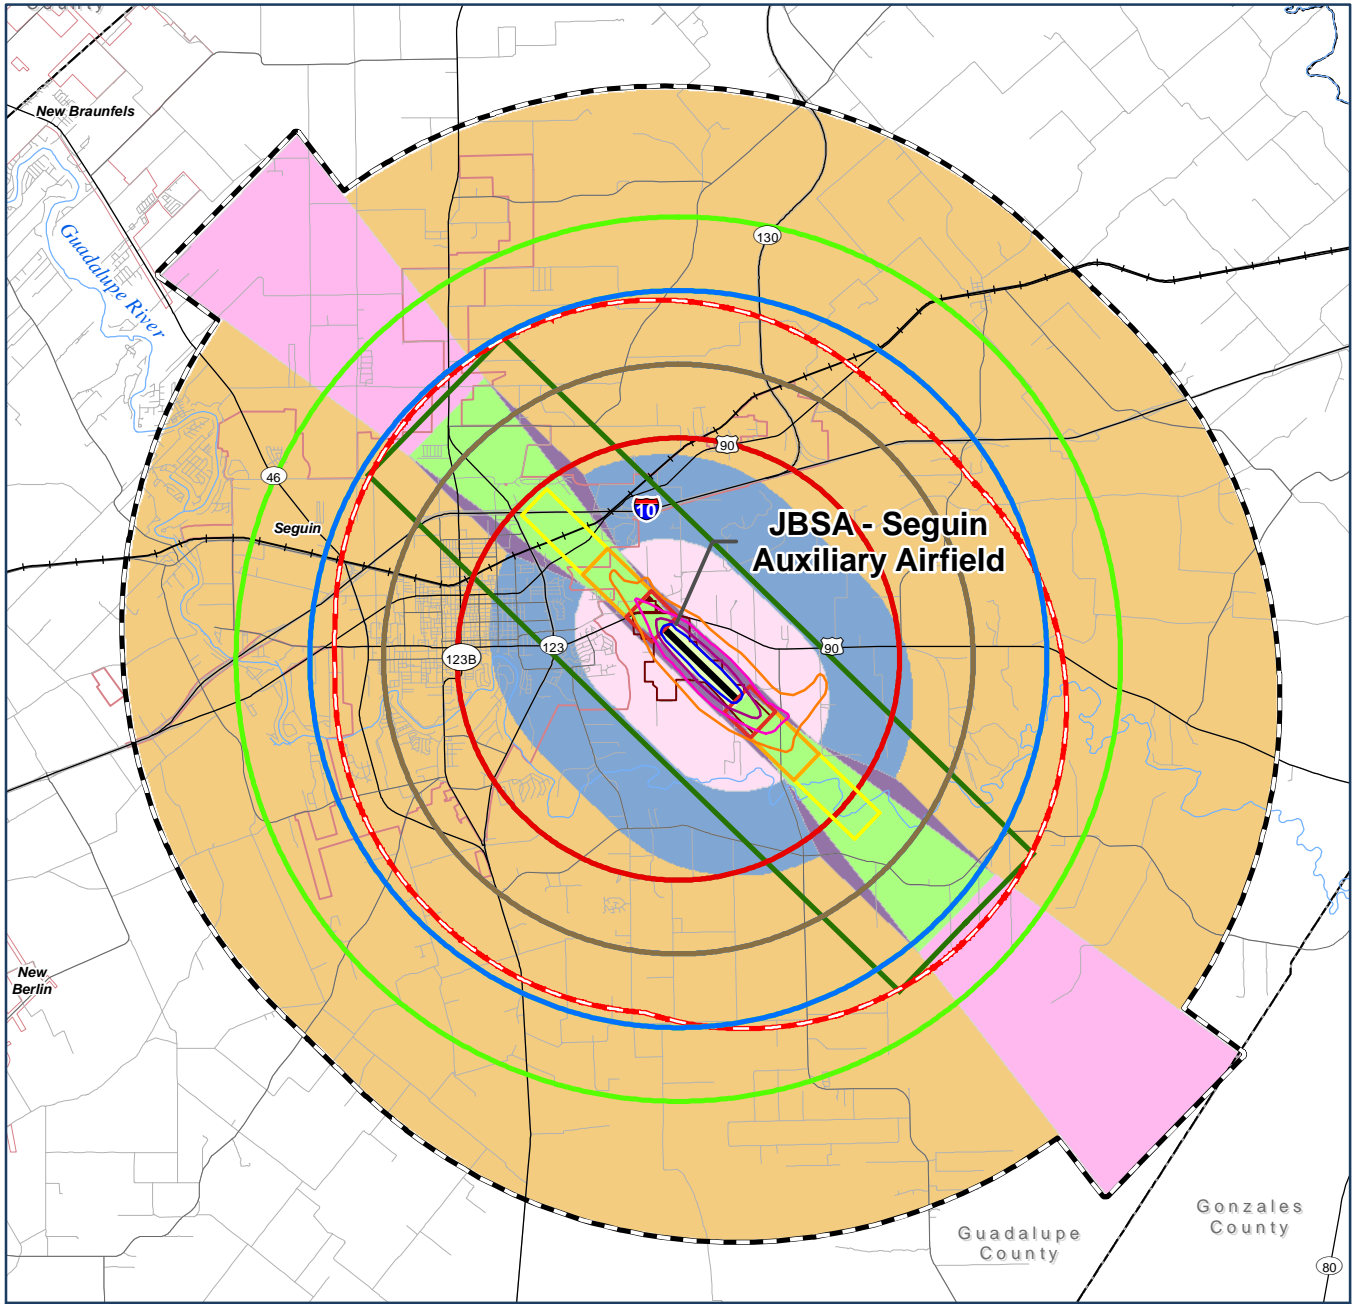 County
New Braunfels
Guadalupe River
130
90
46
10
Seguin
JBSA - Seguin
Auxiliary Airfield
123
90
123B
New
Berlin
Gonzales
County
Guadalupe
County
80